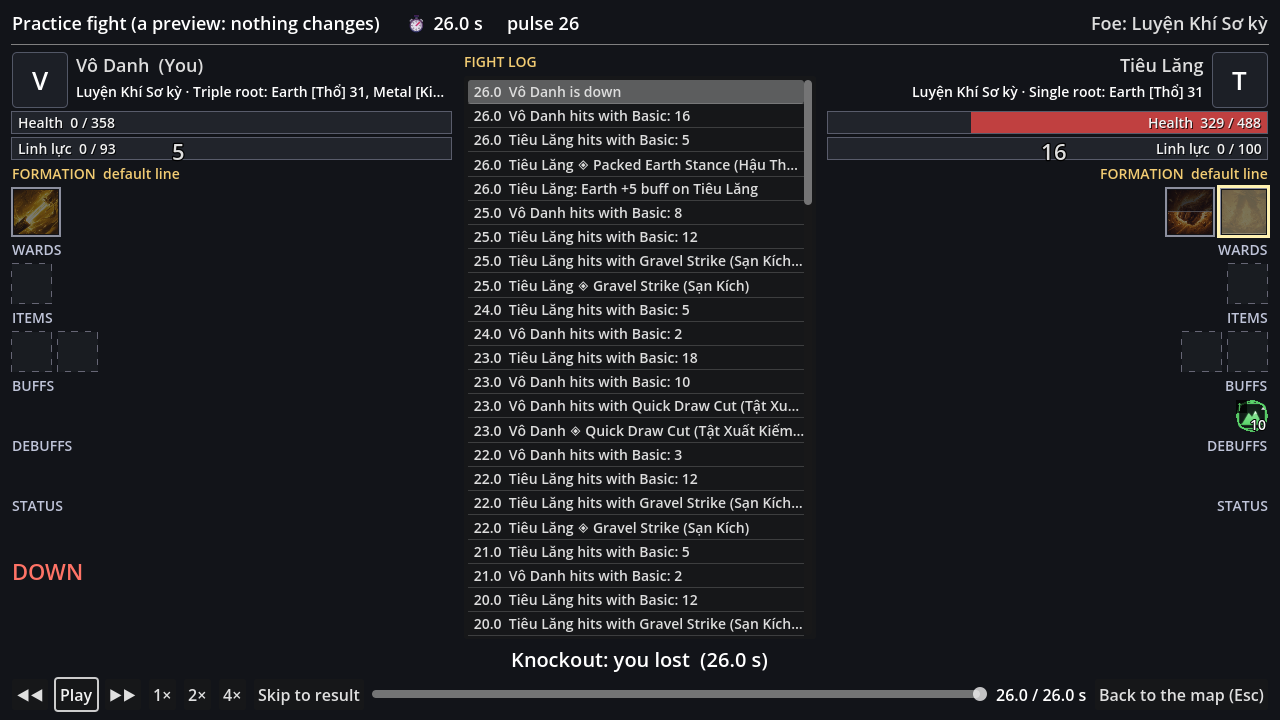 Practice fight (a preview: nothing changes) 26.0 s pulse 26 Foe: Luyện Khí Sơ kỳ
V Vô Danh (You)
Luyện Khí Sơ kỳ · Triple root: Earth [Thổ] 31, Metal [Ki...
Health 0 / 358
Linh lực 0 / 93 5
FORMATION default line
WARDS
ITEMS
BUFFS
DEBUFFS
STATUS
DOWN
FIGHT LOG
26.0 Vô Danh is down
26.0 Vô Danh hits with Basic: 16
26.0 Tiêu Lăng hits with Basic: 5
26.0 Tiêu Lăng ◈ Packed Earth Stance (Hậu Th...
26.0 Tiêu Lăng: Earth +5 buff on Tiêu Lăng
25.0 Vô Danh hits with Basic: 8
25.0 Tiêu Lăng hits with Basic: 12
25.0 Tiêu Lăng hits with Gravel Strike (Sạn Kích...
25.0 Tiêu Lăng ◈ Gravel Strike (Sạn Kích)
24.0 Tiêu Lăng hits with Basic: 5
24.0 Vô Danh hits with Basic: 2
23.0 Tiêu Lăng hits with Basic: 18
23.0 Vô Danh hits with Basic: 10
23.0 Vô Danh hits with Quick Draw Cut (Tật Xu...
23.0 Vô Danh ◈ Quick Draw Cut (Tật Xuất Kiếm...
22.0 Vô Danh hits with Basic: 3
22.0 Tiêu Lăng hits with Basic: 12
22.0 Tiêu Lăng hits with Gravel Strike (Sạn Kích...
22.0 Tiêu Lăng ◈ Gravel Strike (Sạn Kích)
21.0 Tiêu Lăng hits with Basic: 5
21.0 Vô Danh hits with Basic: 2
20.0 Tiêu Lăng hits with Basic: 12
20.0 Tiêu Lăng hits with Gravel Strike (Sạn Kích...
Tiêu Lăng T
Luyện Khí Sơ kỳ · Single root: Earth [Thổ] 31
Health 329 / 488
16 Linh lực 0 / 100
FORMATION default line
WARDS
ITEMS
BUFFS
10
DEBUFFS
STATUS
Knockout: you lost (26.0 s)
◀◀ Play ▶▶ 1× 2× 4× Skip to result 26.0 / 26.0 s Back to the map (Esc)